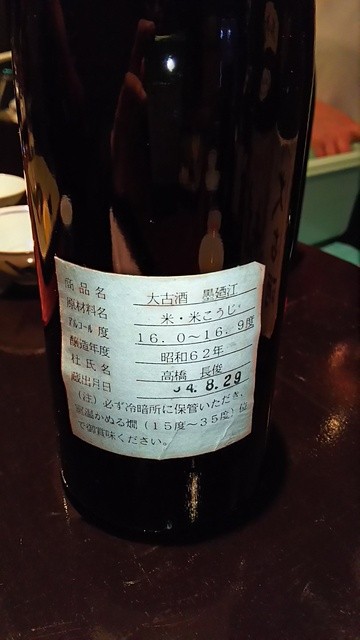 商品名 大古酒 墨廼江
原材料名 米・米こうじ
アルコール度 16.0～16.9度
醸造年度 昭和62年
杜氏名 高橋 長俊
蔵出月日 4.8.29
(注) 必ず冷暗所に保管いただき、
室温かぬる燗(15度～35度)位
で御賞味ください。